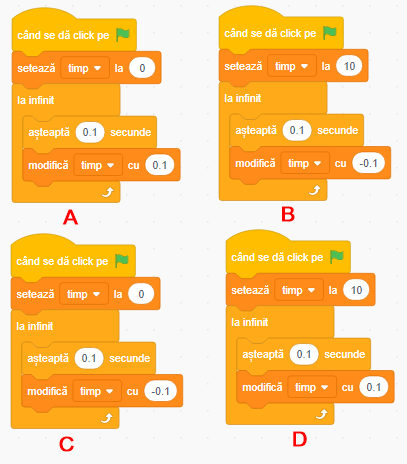 când se dă click pe
setează timp la 0
la infinit
așteaptă 0.1 secunde
modifică timp cu 0.1
A
când se dă click pe
setează timp la 10
la infinit
așteaptă 0.1 secunde
modifică timp cu -0.1
B
când se dă click pe
setează timp la 0
la infinit
așteaptă 0.1 secunde
modifică timp cu -0.1
C
când se dă click pe
setează timp la 10
la infinit
așteaptă 0.1 secunde
modifică timp cu 0.1
D